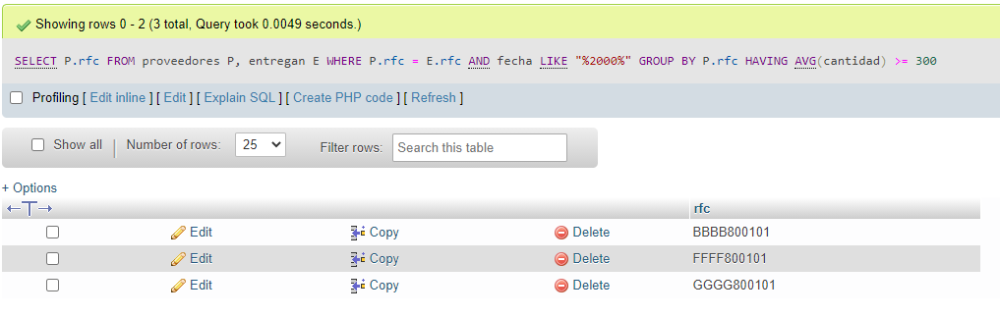 Showing rows 0 - 2 (3 total, Query took 0.0049 seconds.)
SELECT P.rfc FROM proveedores P, entregan E WHERE P.rfc = E.rfc AND fecha LIKE "%2000%" GROUP BY P.rfc HAVING AVG(cantidad) >= 300
Profiling [ Edit inline ] [ Edit ] [ Explain SQL ] [ Create PHP code ] [ Refresh ]
Show all | Number of rows: 25 Filter rows: Search this table
+ Options
←T→ rfc
Edit Copy Delete BBBB800101
Edit Copy Delete FFFF800101
Edit Copy Delete GGGG800101